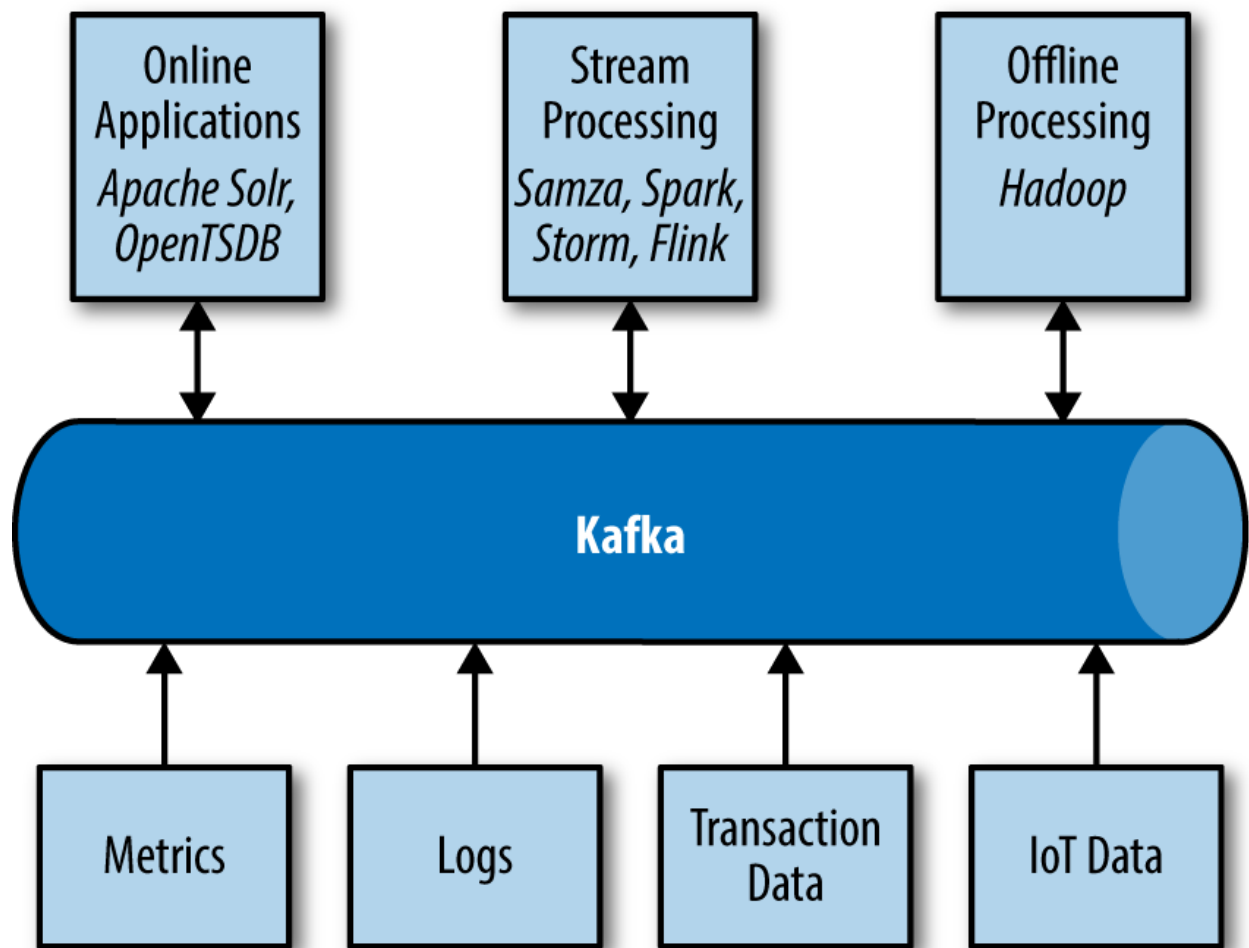 Online
Applications
Apache Solr,
OpenTSDB
Stream
Processing
Samza, Spark,
Storm, Flink
Offline
Processing
Hadoop
Kafka
Metrics
Logs
Transaction
Data
IoT Data